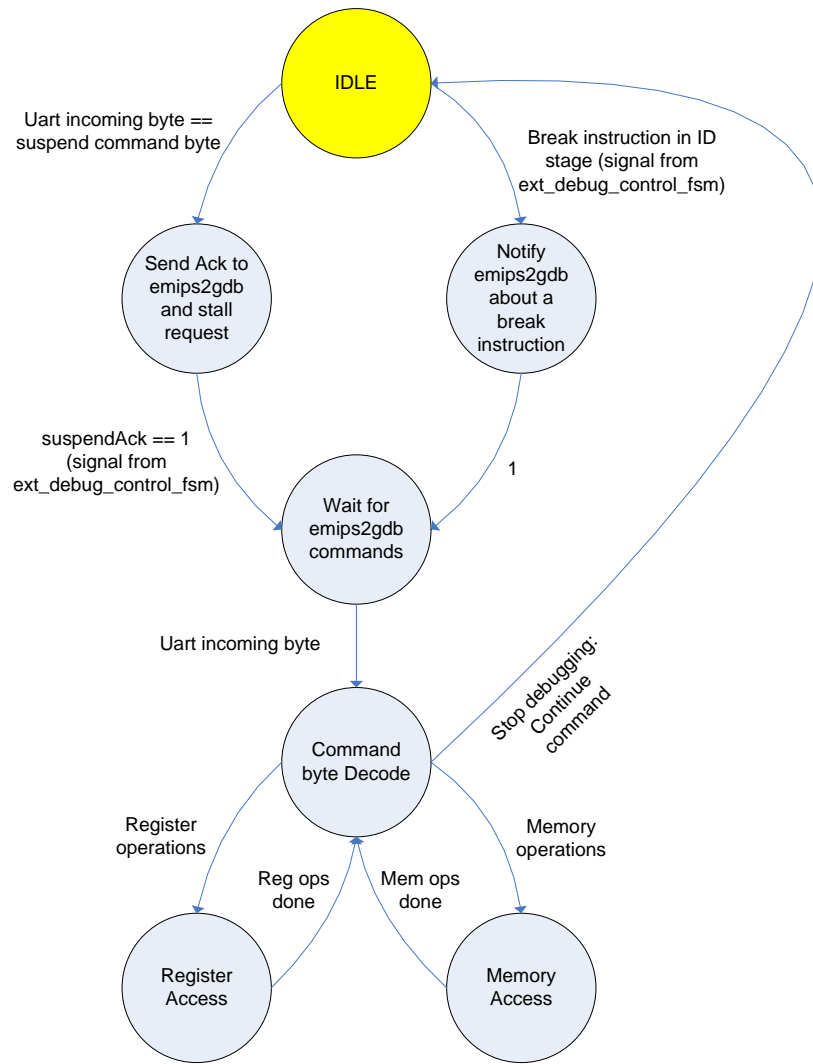 IDLE
Uart incoming byte ==
suspend command byte
Break instruction in ID
stage (signal from
ext_debug_control_fsm)
Send Ack to
emips2gdb
and stall
request
Notify
emips2gdb
about a
break
instruction
suspendAck == 1
(signal from
ext_debug_control_fsm)
1
Wait for
emips2gdb
commands
Uart incoming byte
Stop debugging:
Continue
command
Command
byte Decode
Register
operations
Memory
operations
Reg ops
done
Mem ops
done
Register
Access
Memory
Access